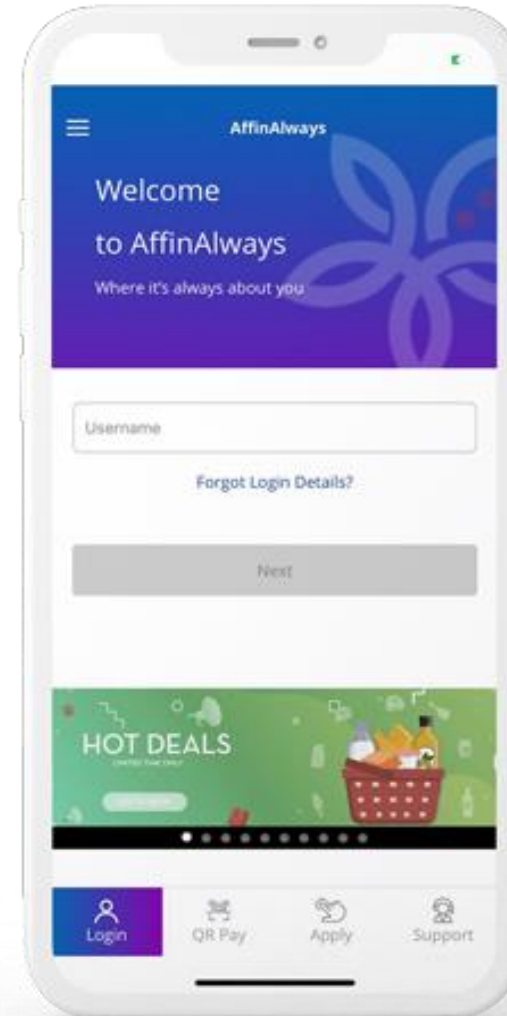 AffinAlways
Welcome
to AffinAlways
Where it's always about you
Username
Forgot Login Details?
Next
HOT DEALS
Login
QR Pay
Apply
Support